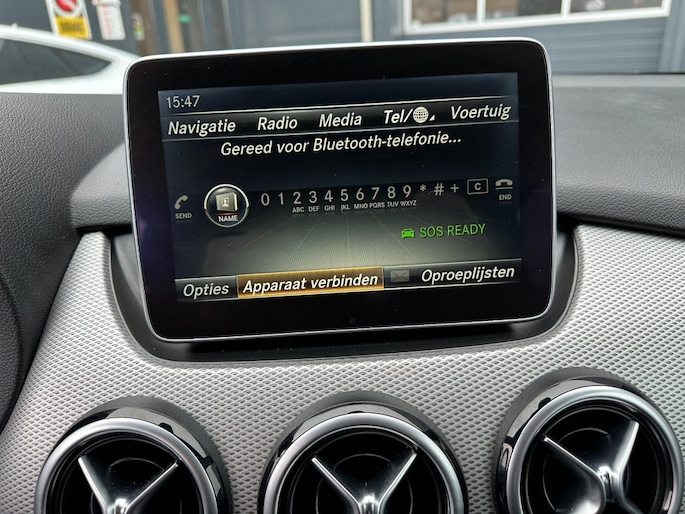 15:47
Navigatie Radio Media Tel/ Voertuig
Gereed voor Bluetooth-telefonie...
0 1 2 3 4 5 6 7 8 9 * # + C
ABC DEF GHI JKL MNO PQRS TUV WXYZ
SEND NAME END
SOS READY
Opties Apparaat verbinden Oproeplijsten